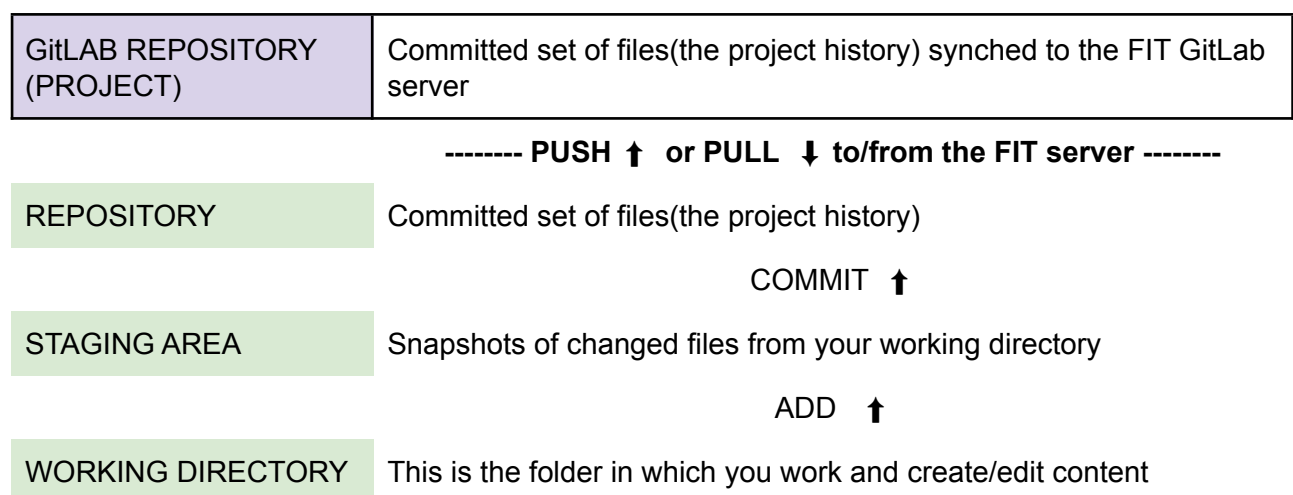 GitLAB REPOSITORY
(PROJECT)
Committed set of files(the project history) synched to the FIT GitLab
server
-------- PUSH ⬆ or PULL ⬇ to/from the FIT server --------
REPOSITORY
Committed set of files(the project history)
COMMIT ⬆
STAGING AREA
Snapshots of changed files from your working directory
ADD ⬆
WORKING DIRECTORY
This is the folder in which you work and create/edit content